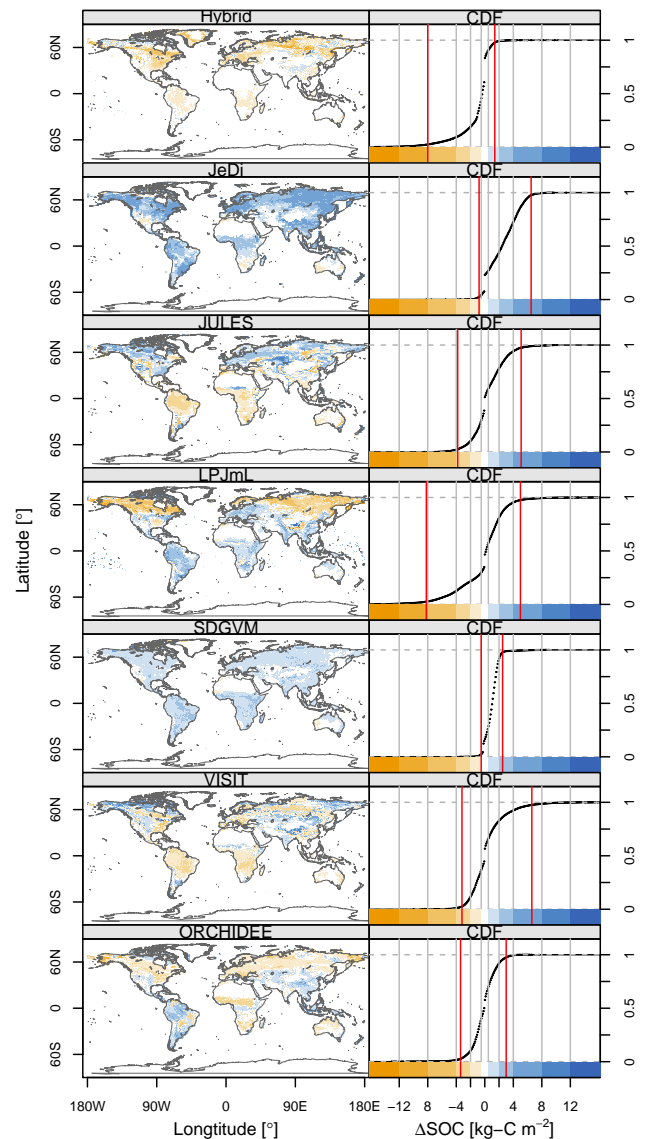 Hybrid CDF
60N
0
60S
0 0.5 1
JeDi CDF
60N
0
60S
0 0.5 1
JULES CDF
60N
0
60S
0 0.5 1
LPJmL CDF
60N
0
60S
0 0.5 1
SDGVM CDF
60N
0
60S
0 0.5 1
VISIT CDF
60N
0
60S
0 0.5 1
ORCHIDEE CDF
60N
0
60S
0 0.5 1
Latitude [°]
180W 90W 0 90E 180E −12 −4 0 4 12
Longtitude [°] ΔSOC [kg−C m⁻²]